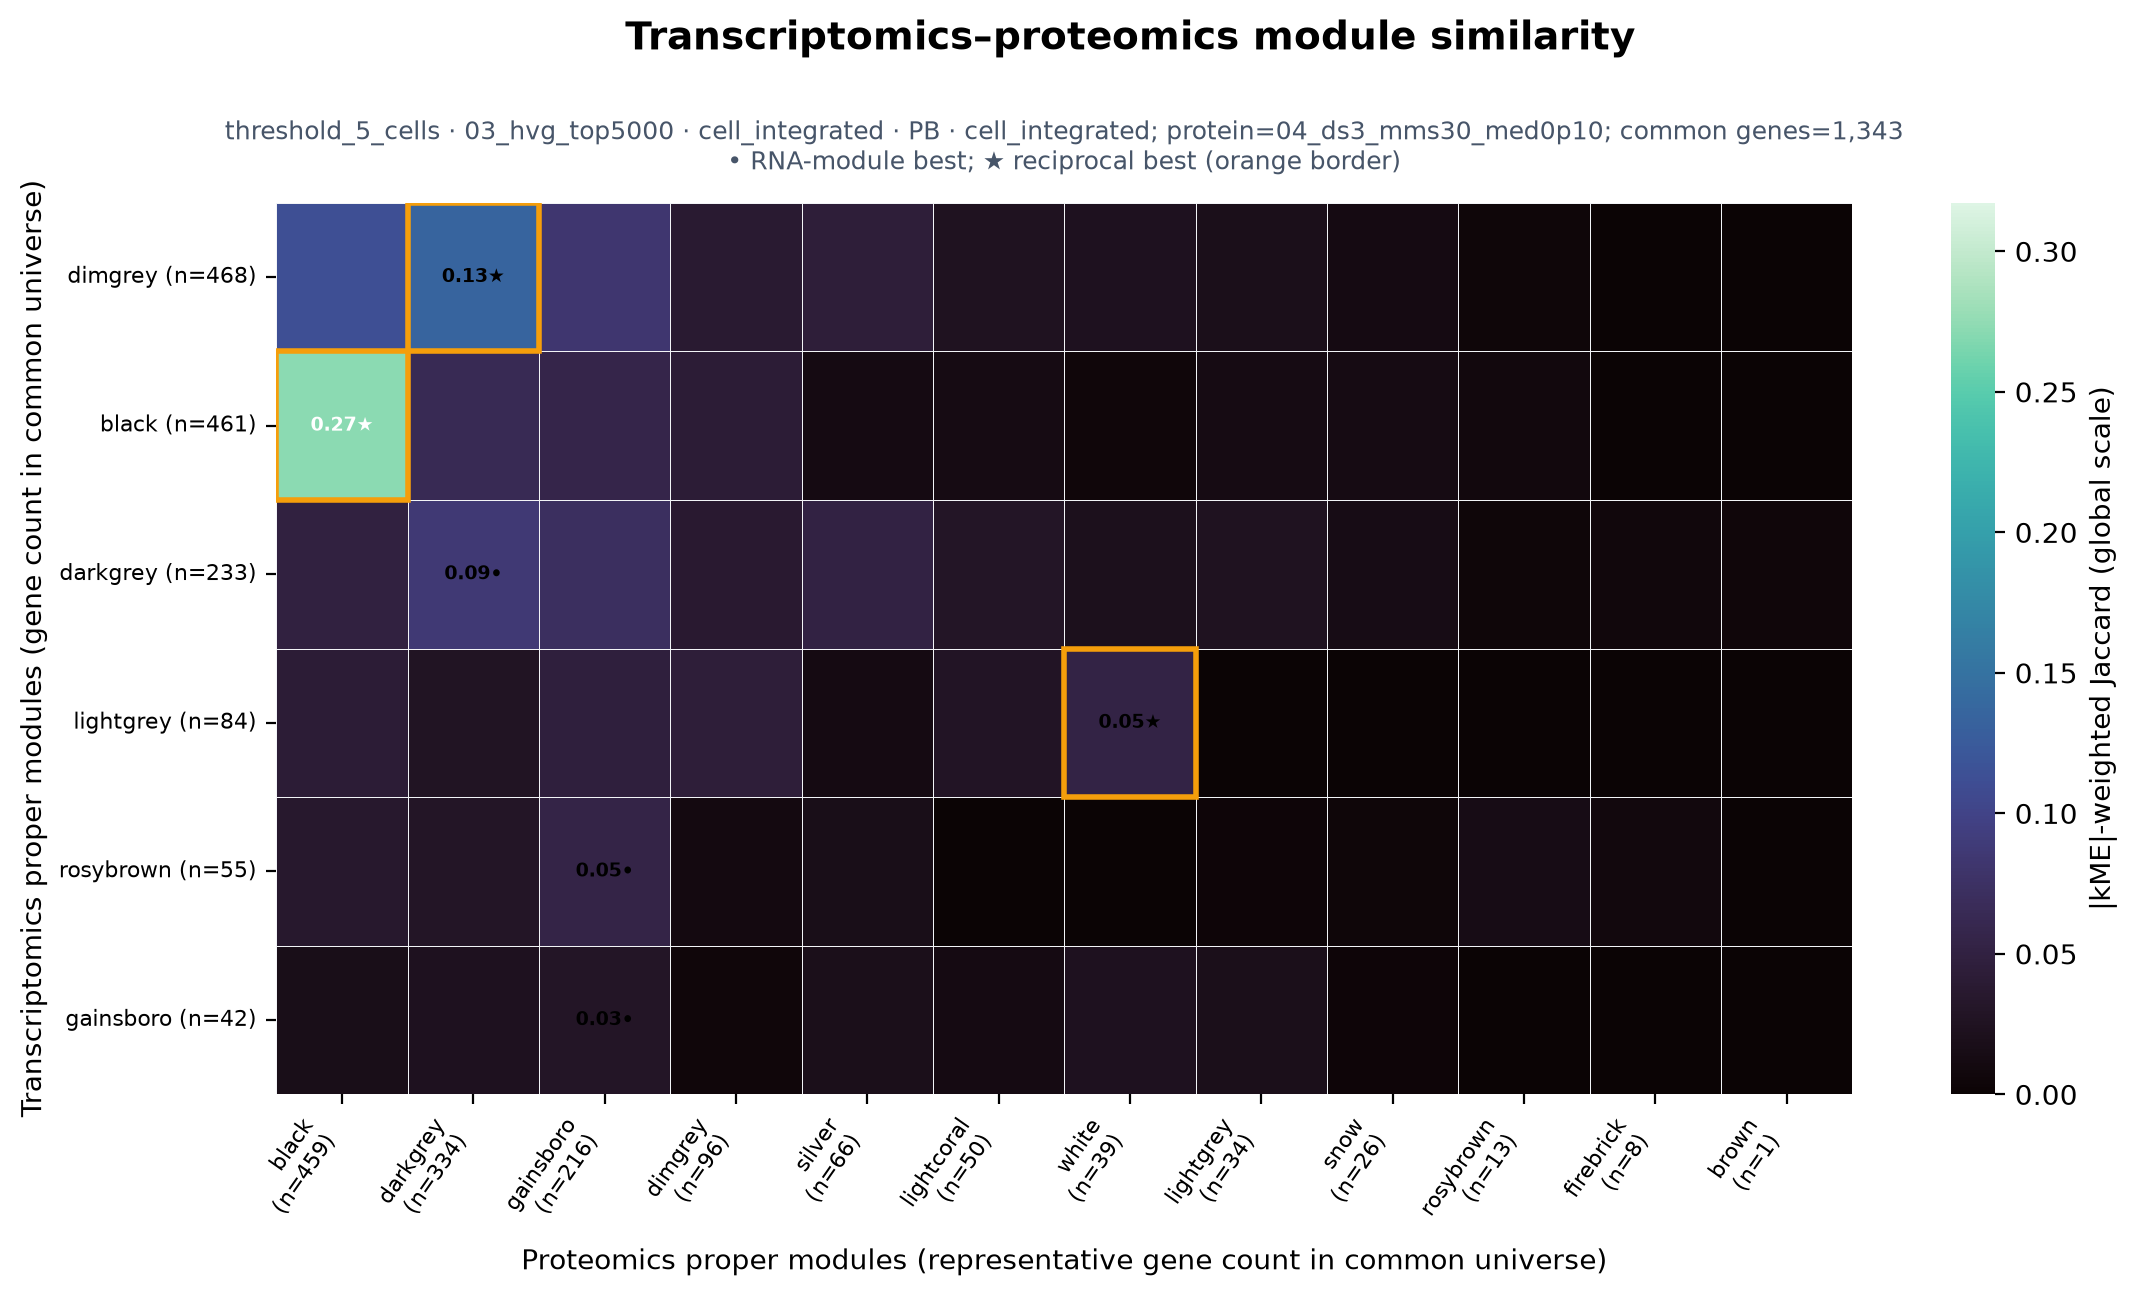 Transcriptomics–proteomics module similarity
threshold_5_cells · 03_hvg_top5000 · cell_integrated · PB · cell_integrated; protein=04_ds3_mms30_med0p10; common genes=1,343
• RNA-module best; ★ reciprocal best (orange border)
Transcriptomics proper modules (gene count in common universe)
dimgrey (n=468)
black (n=461)
darkgrey (n=233)
lightgrey (n=84)
rosybrown (n=55)
gainsboro (n=42)
0.13★
0.27★
0.09•
0.05★
0.05•
0.03•
black
(n=459)
darkgrey
(n=334)
gainsboro
(n=216)
dimgrey
(n=96)
silver
(n=66)
lightcoral
(n=50)
white
(n=39)
lightgrey
(n=34)
snow
(n=26)
rosybrown
(n=13)
firebrick
(n=8)
brown
(n=1)
Proteomics proper modules (representative gene count in common universe)
0.30
0.25
0.20
0.15
0.10
0.05
0.00
|kME|-weighted Jaccard (global scale)